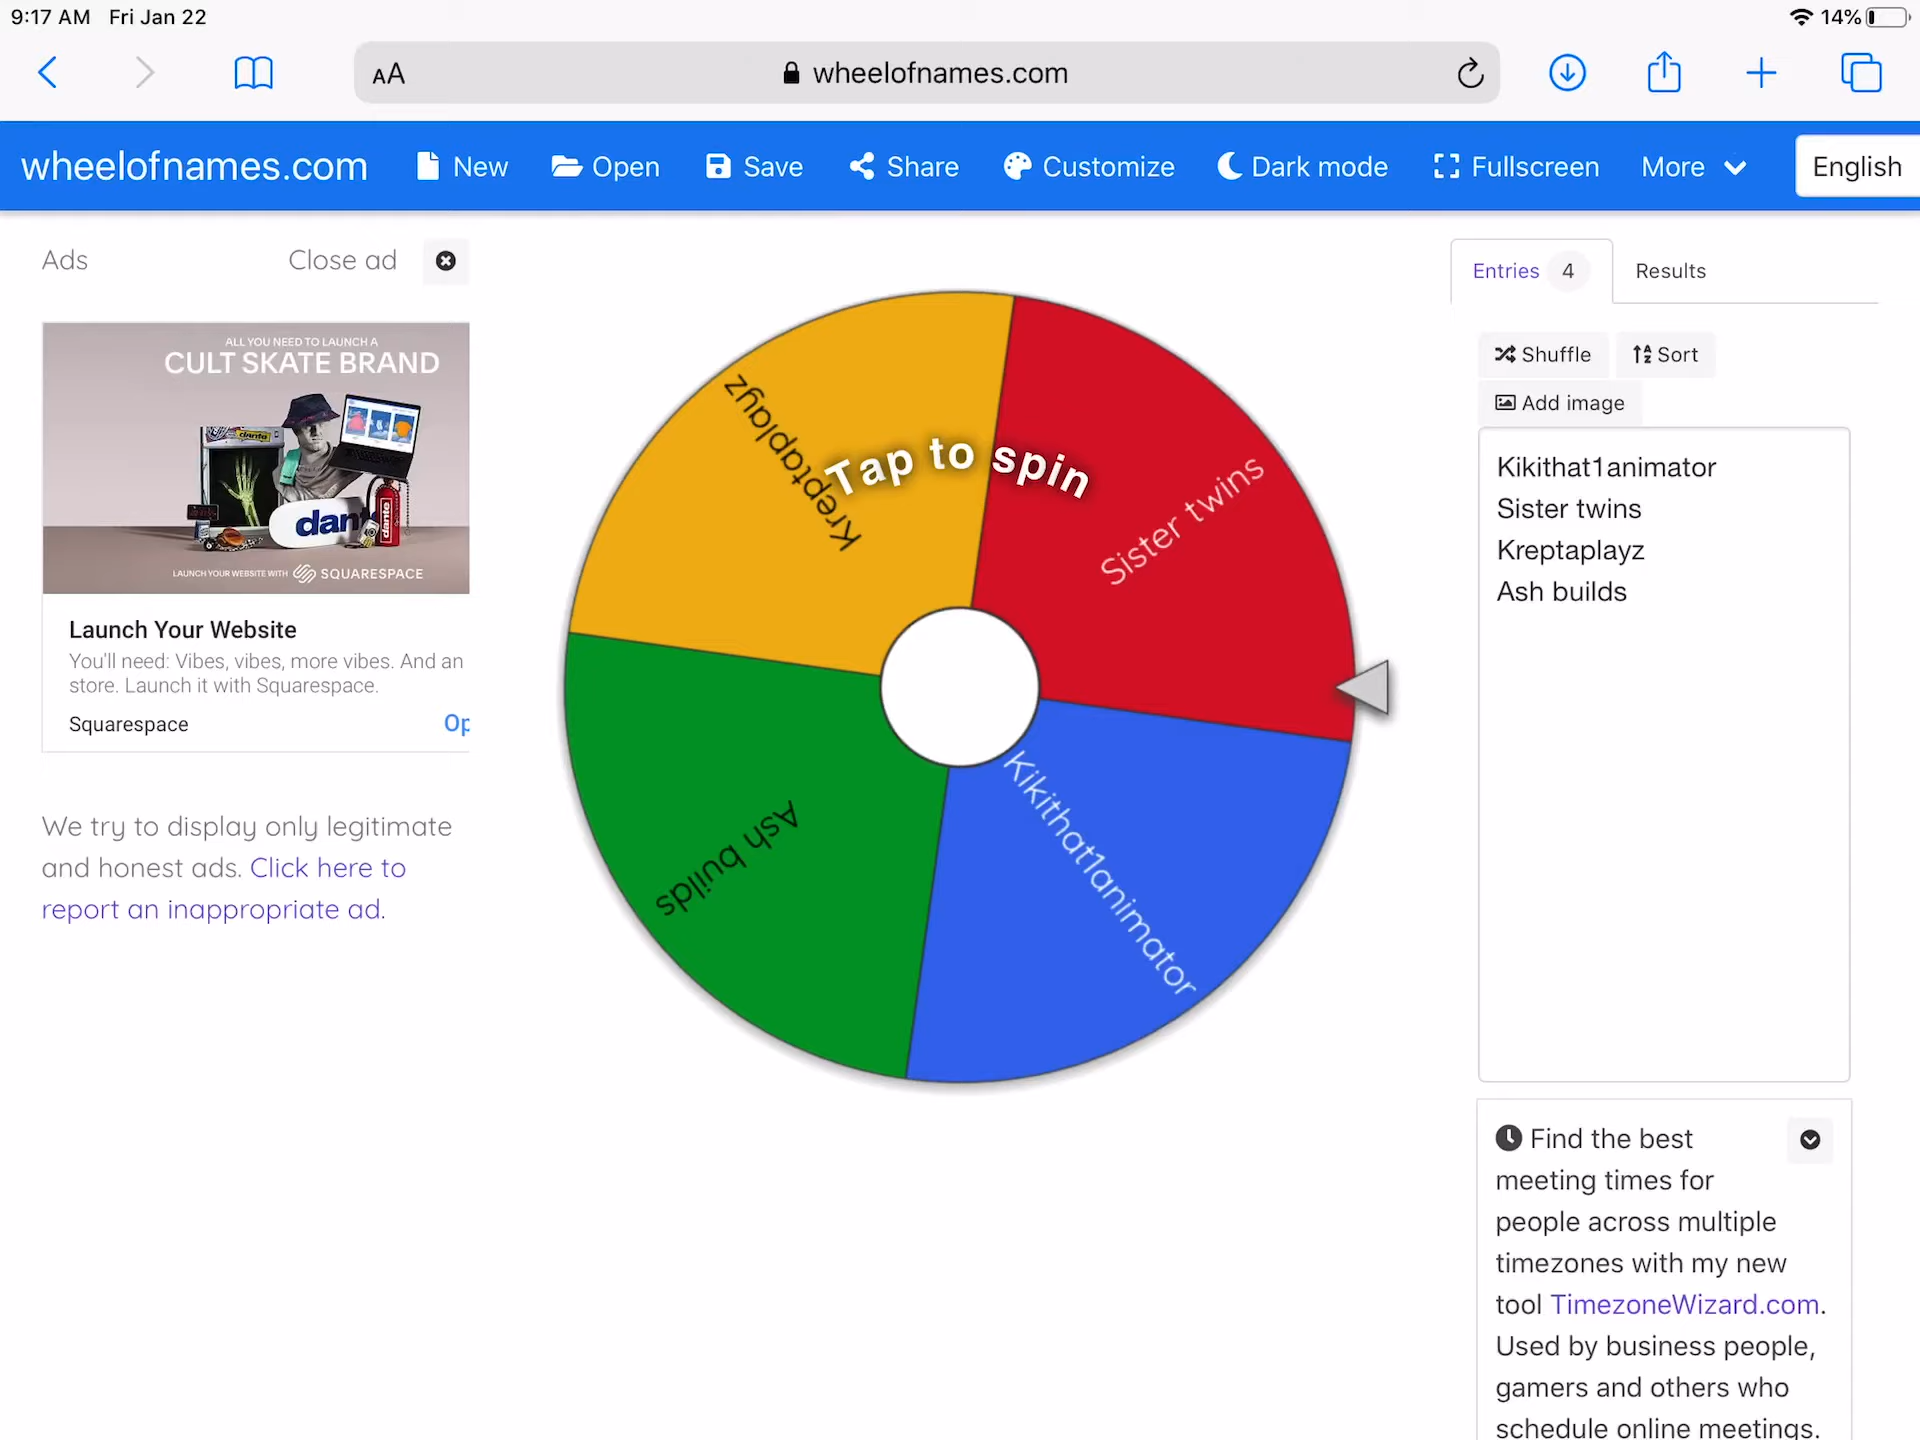 9:17 AM Fri Jan 22
14%
AA
wheelofnames.com
wheelofnames.com
New
Open
Save
Share
Customize
Dark mode
Fullscreen
More
English
Ads
Close ad
ALL YOU NEED TO LAUNCH A
CULT SKATE BRAND
dante
dant
dante
LAUNCH YOUR WEBSITE WITH SQUARESPACE
Launch Your Website
You'll need: Vibes, vibes, more vibes. And an
store. Launch it with Squarespace.
Squarespace
Op
We try to display only legitimate
and honest ads. Click here to
report an inappropriate ad.
Kreptaplayz
Tap to spin
Sister twins
Ash builds
Kikithat1animator
Entries 4
Results
Shuffle
Sort
Add image
Kikithat1animator
Sister twins
Kreptaplayz
Ash builds
Find the best
meeting times for
people across multiple
timezones with my new
tool TimezoneWizard.com.
Used by business people,
gamers and others who
schedule online meetings.